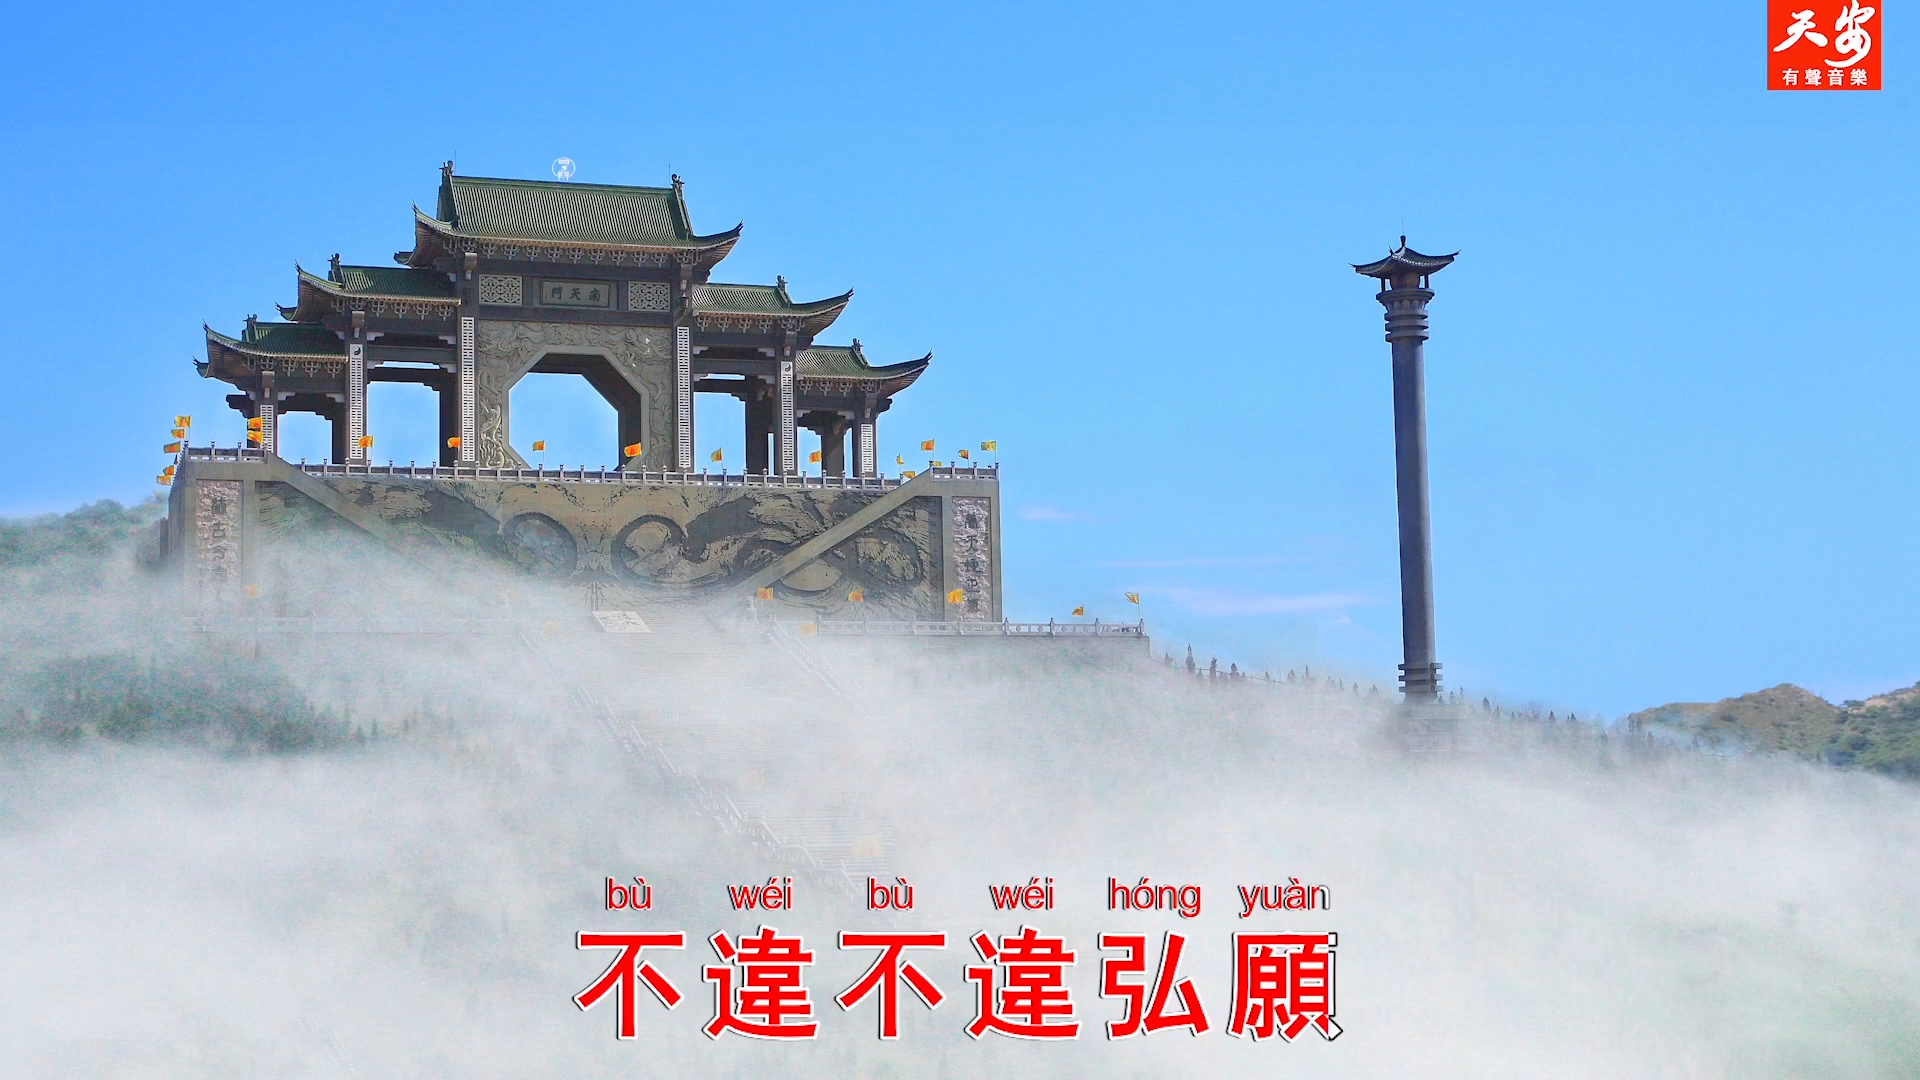 天安
有聲音樂
南天門
bù wéi bù wéi hóng yuàn
不違不違弘願